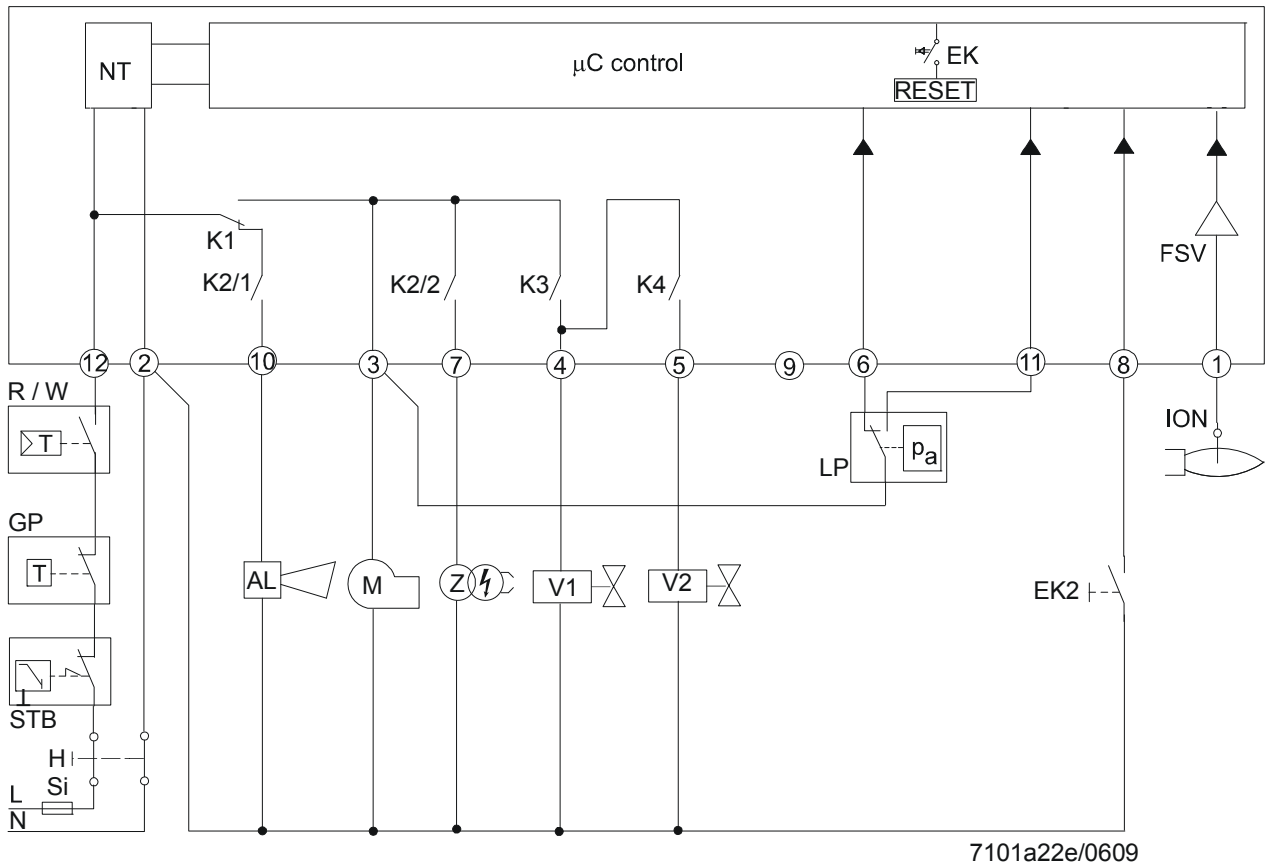 NT
μC control
EK
RESET
FSV
K1
K2/1
K2/2
K3
K4
12
2
10
3
7
4
5
9
6
11
8
1
R / W
T
LP
pa
ION
GP
T
AL
M
Z
V1
V2
EK2
STB
H
Si
L
N
7101a22e/0609